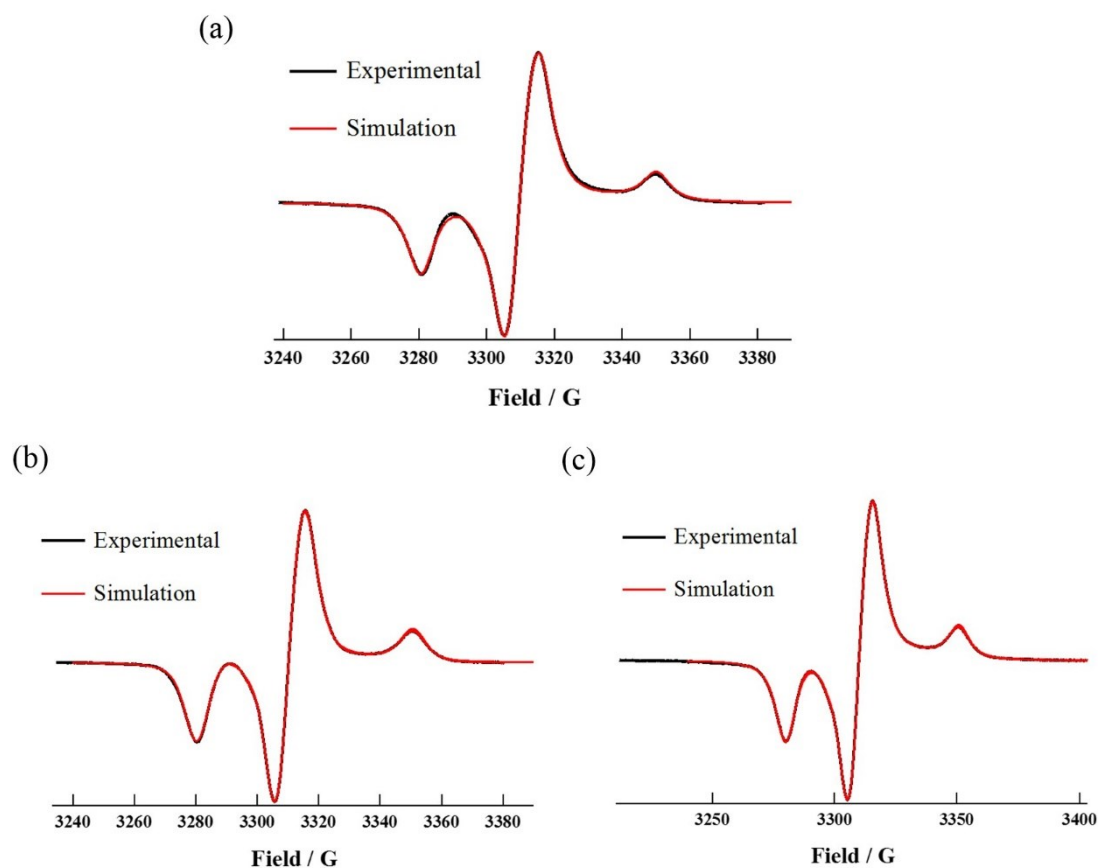 (a)
Experimental
Simulation
3240 3260 3280 3300 3320 3340 3360 3380
Field / G
(b)
Experimental
Simulation
3240 3260 3280 3300 3320 3340 3360 3380
Field / G
(c)
Experimental
Simulation
3250 3300 3350 3400
Field / G